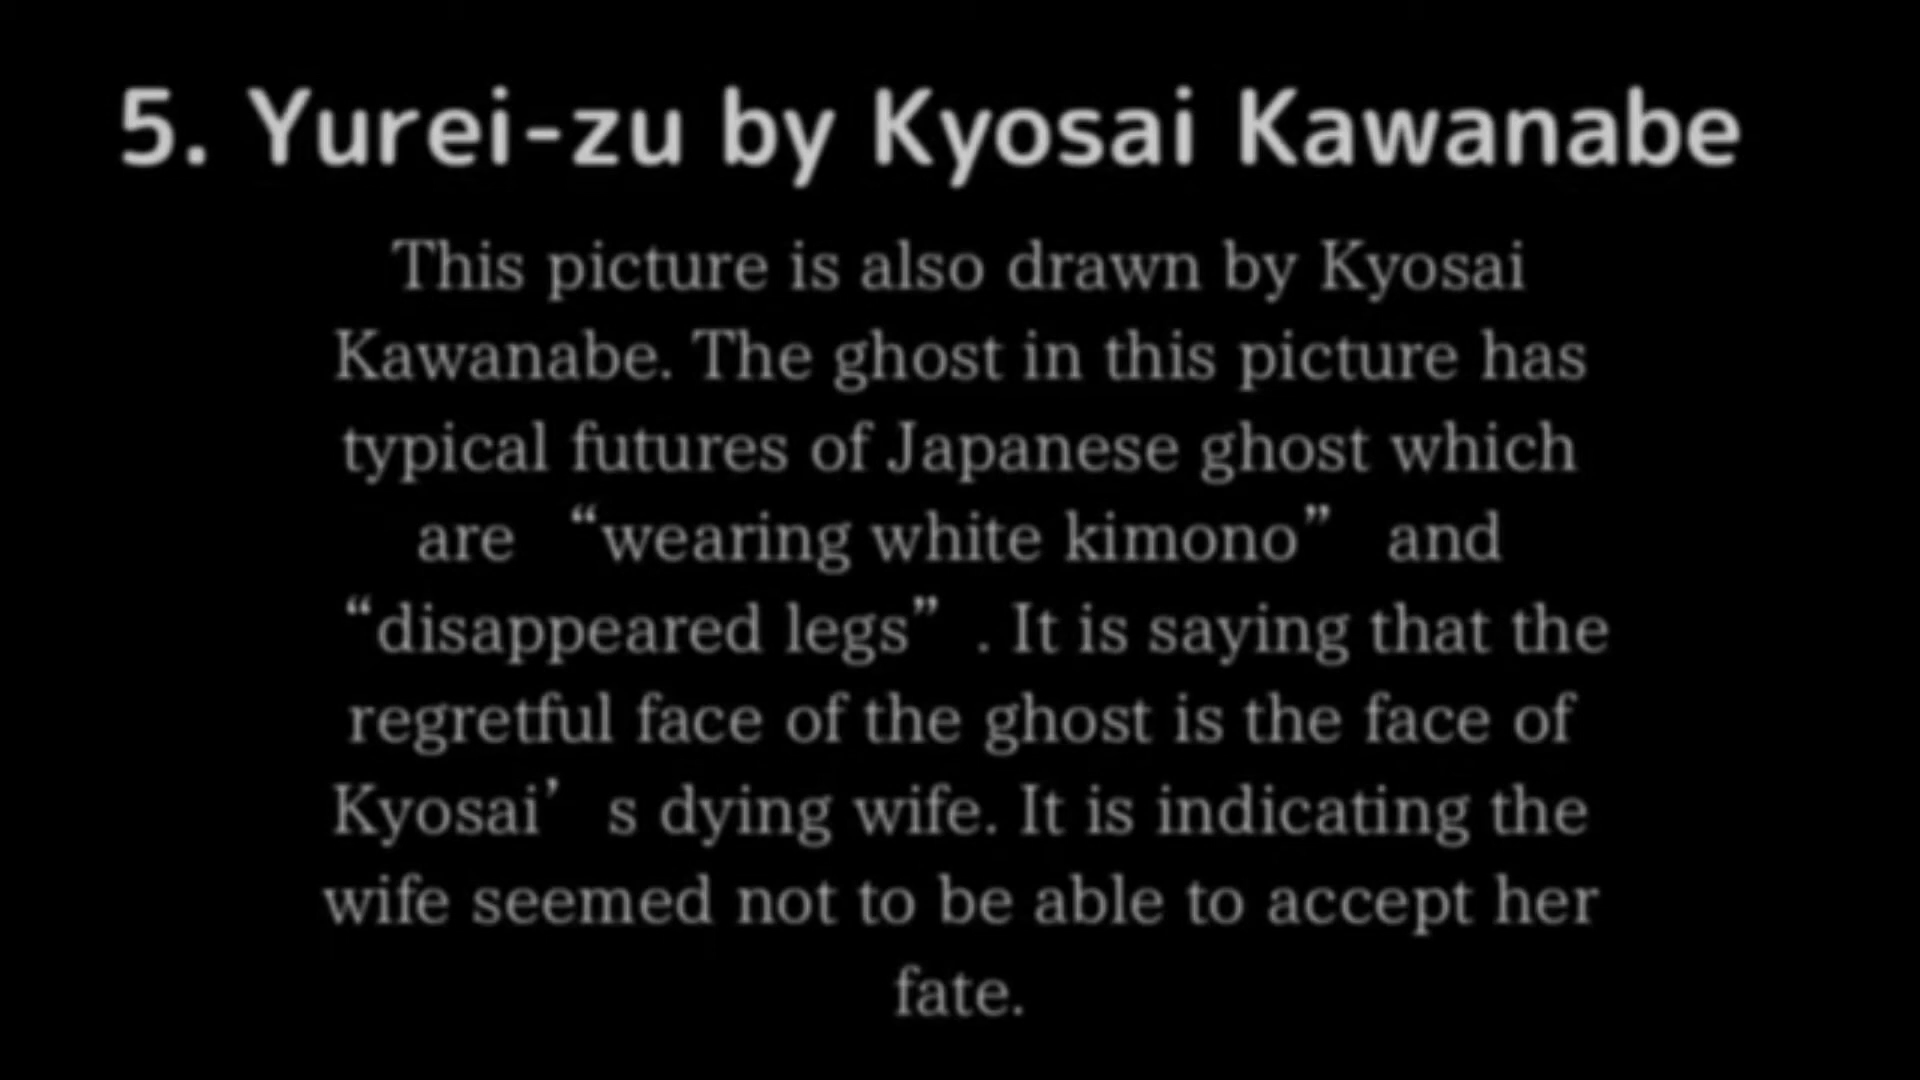 5. Yurei-zu by Kyosai Kawanabe
This picture is also drawn by Kyosai
Kawanabe. The ghost in this picture has
typical futures of Japanese ghost which
are “wearing white kimono” and
“disappeared legs” . It is saying that the
regretful face of the ghost is the face of
Kyosai’ s dying wife. It is indicating the
wife seemed not to be able to accept her
fate.